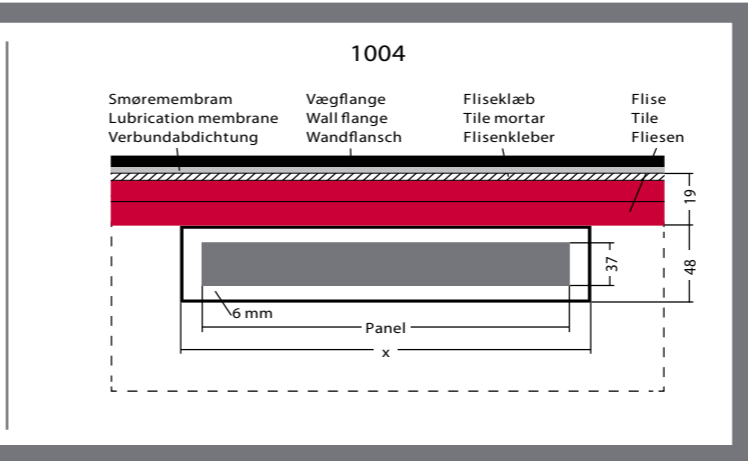 1004
Smøremembram
Lubrication membrane
Verbundabdichtung
Vægflange
Wall flange
Wandflansch
Fliseklæb
Tile mortar
Flisenkleber
Flise
Tile
Fliesen
19
48
37
6 mm
Panel
x